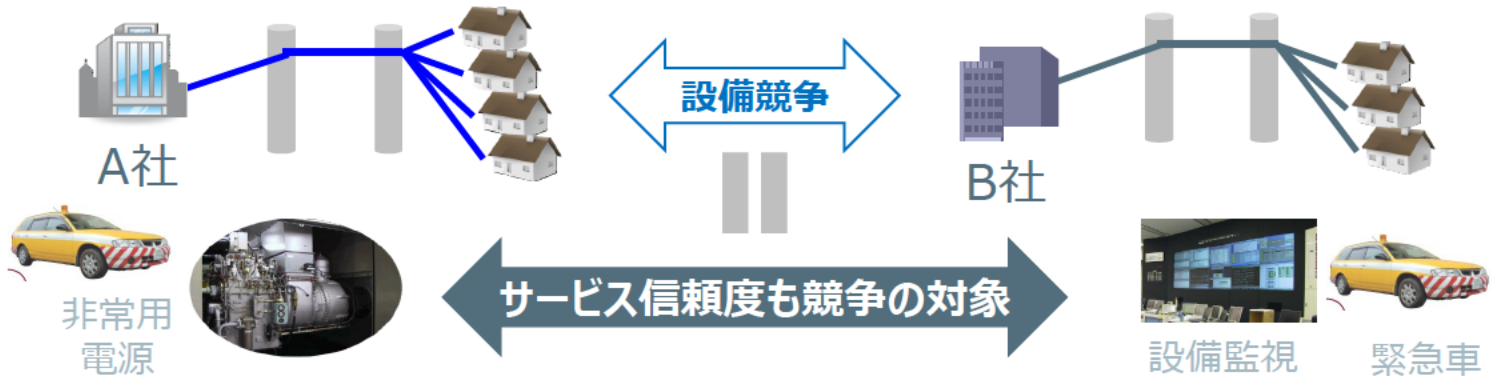 設備競争
A社
B社
サービス信頼度も競争の対象
非常用
電源
設備監視
緊急車